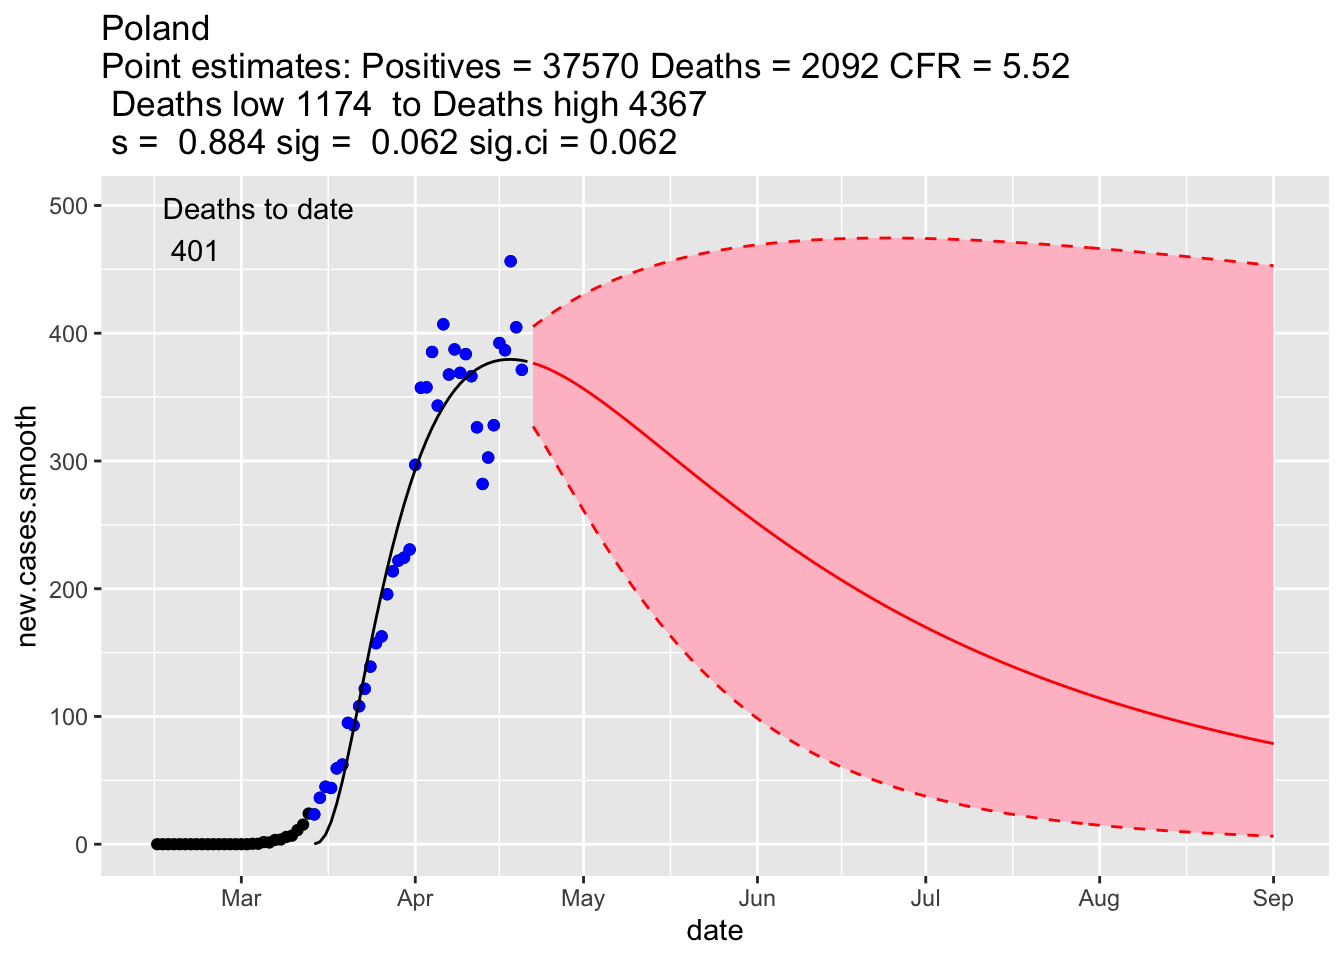 Poland
Point estimates: Positives = 37570 Deaths = 2092 CFR = 5.52
Deaths low 1174  to Deaths high 4367
s =  0.884 sig =  0.062 sig.ci = 0.062
Deaths to date
401
500
400
300
200
100
0
new.cases.smooth
Mar Apr May Jun Jul Aug Sep
date